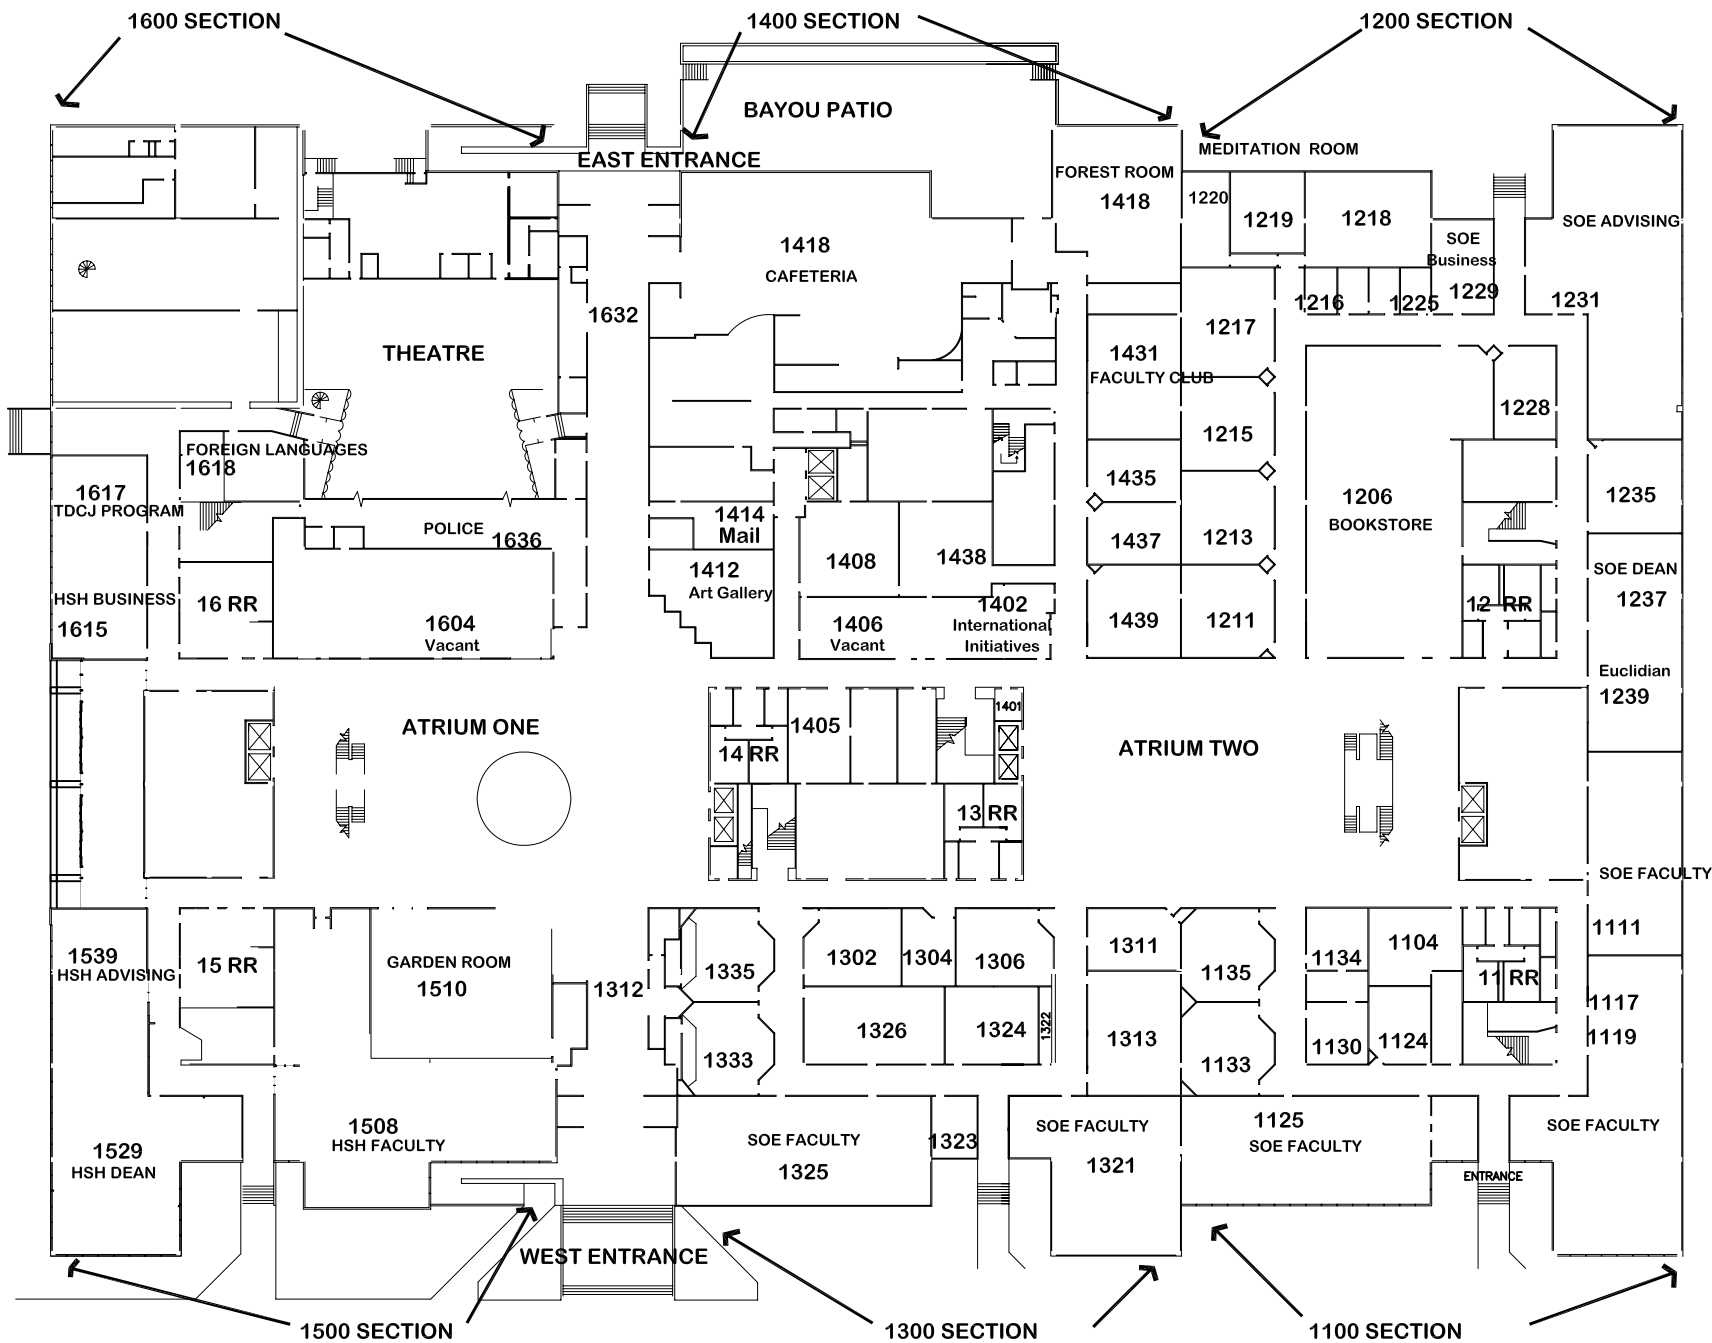 1600 SECTION
1400 SECTION
1200 SECTION
BAYOU PATIO
EAST ENTRANCE
MEDITATION ROOM
FOREST ROOM
1418
1220
1219
1218
SOE ADVISING
SOE
Business
1229
1418
CAFETERIA
1632
1216
1225
1231
1217
THEATRE
1431
FACULTY CLUB
1228
1215
FOREIGN LANGUAGES
1618
1617
TDCJ PROGRAM
1435
1206
BOOKSTORE
1235
POLICE
1636
1414
Mail
1408
1438
1437
1213
1412
Art Gallery
SOE DEAN
1237
HSH BUSINESS
1615
16 RR
1604
Vacant
1406
Vacant
1402
International
Initiatives
1439
1211
12 RR
Euclidian
1239
ATRIUM ONE
1405
1401
14 RR
ATRIUM TWO
13 RR
SOE FACULTY
1111
1539
HSH ADVISING
15 RR
GARDEN ROOM
1510
1312
1335
1302
1304
1306
1311
1135
1134
1104
11 RR
1117
1119
1333
1326
1324
1322
1313
1133
1130
1124
1508
HSH FACULTY
1529
HSH DEAN
SOE FACULTY
1325
1323
SOE FACULTY
1321
1125
SOE FACULTY
SOE FACULTY
ENTRANCE
WEST ENTRANCE
1500 SECTION
1300 SECTION
1100 SECTION